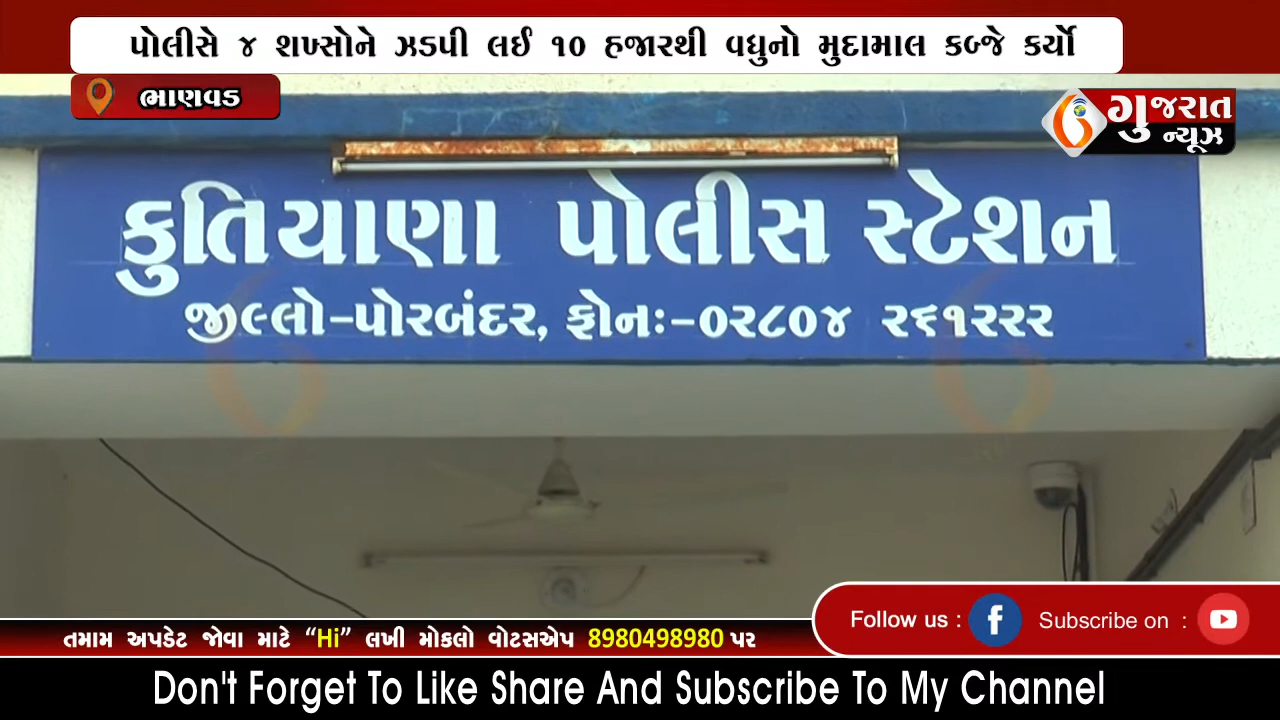 પોલીસે ૪ શખ્સોને ઝડપી લઈ ૧૦ હજારથી વધુનો મુદામાલ કબ્જે કર્યો
ભાણવડ
ગુજરાત
ન્યૂઝ
કુતિયાણા પોલીસ સ્ટેશન
જીલ્લો-પોરબંદર, ફોનઃ-૦૨૮૦૪ ૨૬૧૨૨૨
Follow us :
Subscribe on :
તમામ અપડેટ જોવા માટે “Hi” લખી મોકલો વોટસએપ 8980498980 પર
Don't Forget To Like Share And Subscribe To My Channel